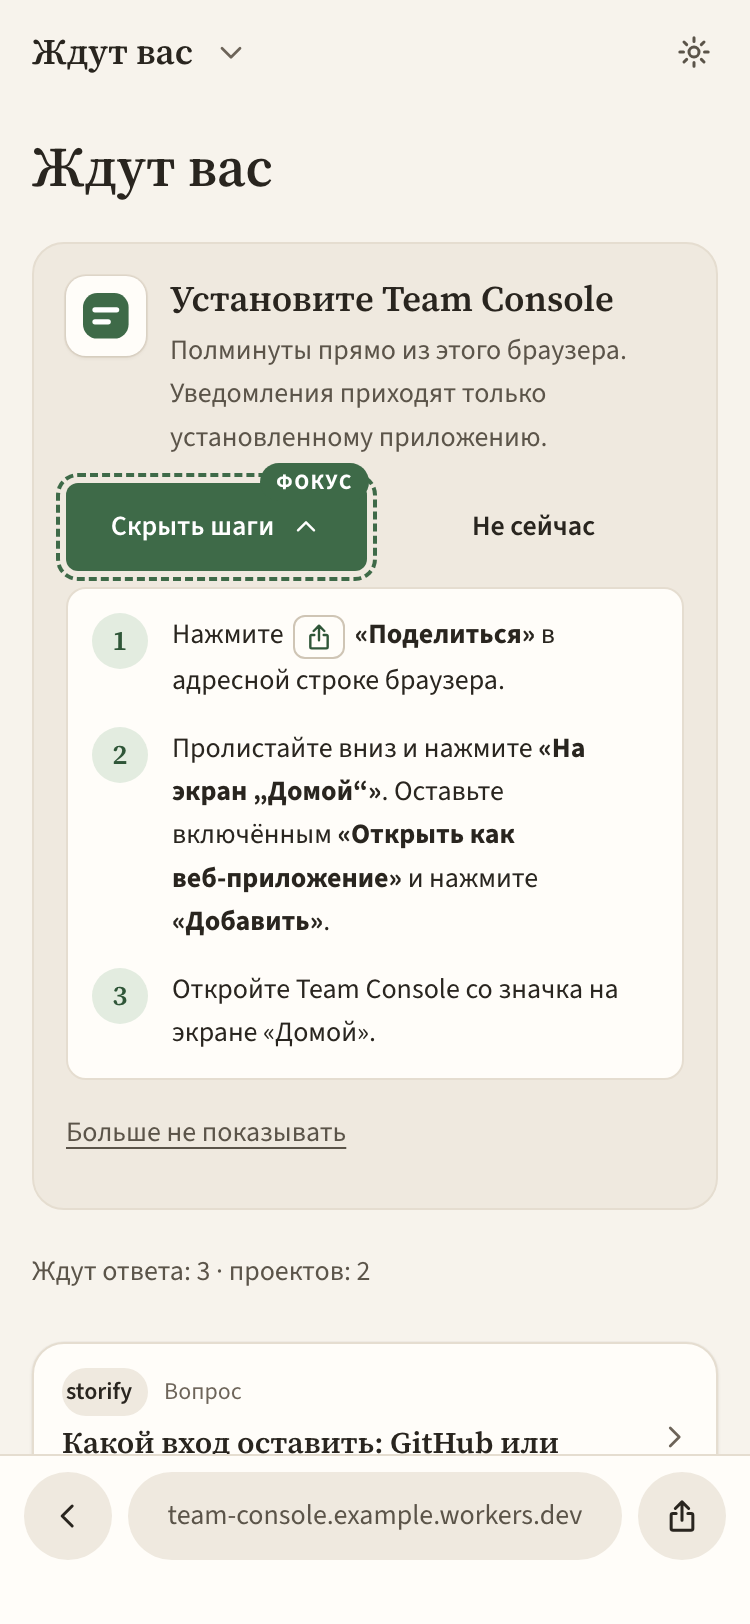 Ждут вас
Ждут вас
Установите Team Console
Полминуты прямо из этого браузера.
Уведомления приходят только
установленному приложению.
ФОКУС
Скрыть шаги
Не сейчас
1
Нажмите «Поделиться» в
адресной строке браузера.
2
Пролистайте вниз и нажмите «На
экран „Домой“». Оставьте
включённым «Открыть как
веб-приложение» и нажмите
«Добавить».
3
Откройте Team Console со значка на
экране «Домой».
Больше не показывать
Ждут ответа: 3 · проектов: 2
storify Вопрос
Какой вход оставить: GitHub или
team-console.example.workers.dev